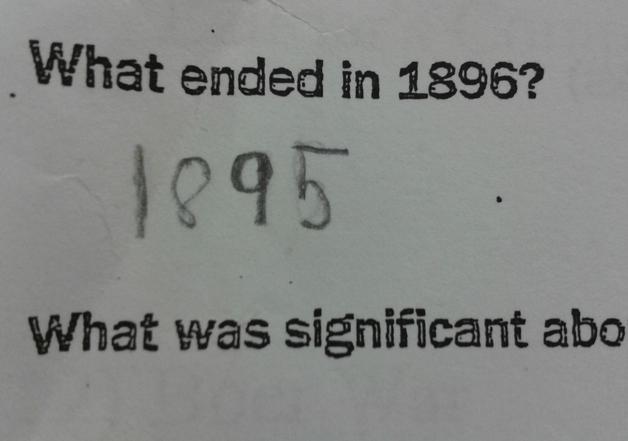 What ended in 1896?
1895
What was significant abo